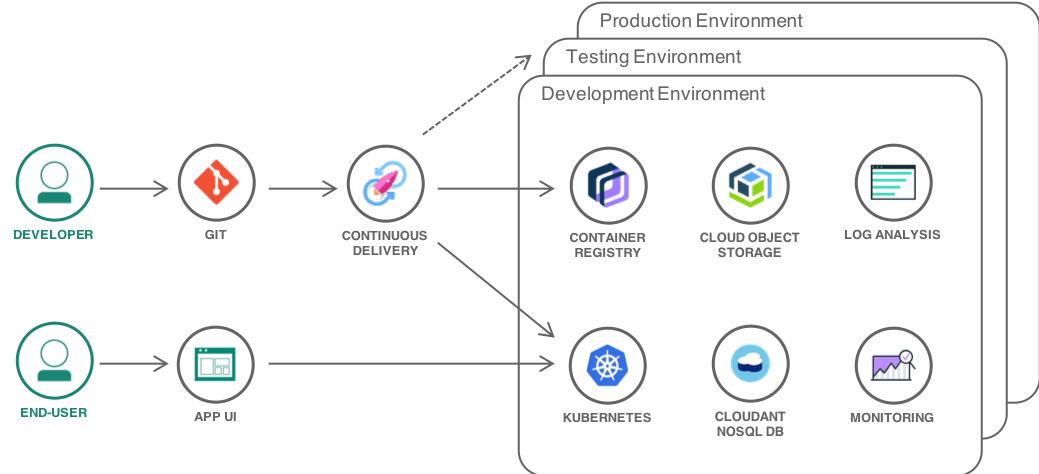 Production Environment
Testing Environment
Development Environment
DEVELOPER
GIT
CONTINUOUS
DELIVERY
CONTAINER
REGISTRY
CLOUD OBJECT
STORAGE
LOG ANALYSIS
END-USER
APP UI
KUBERNETES
CLOUDANT
NOSQL DB
MONITORING